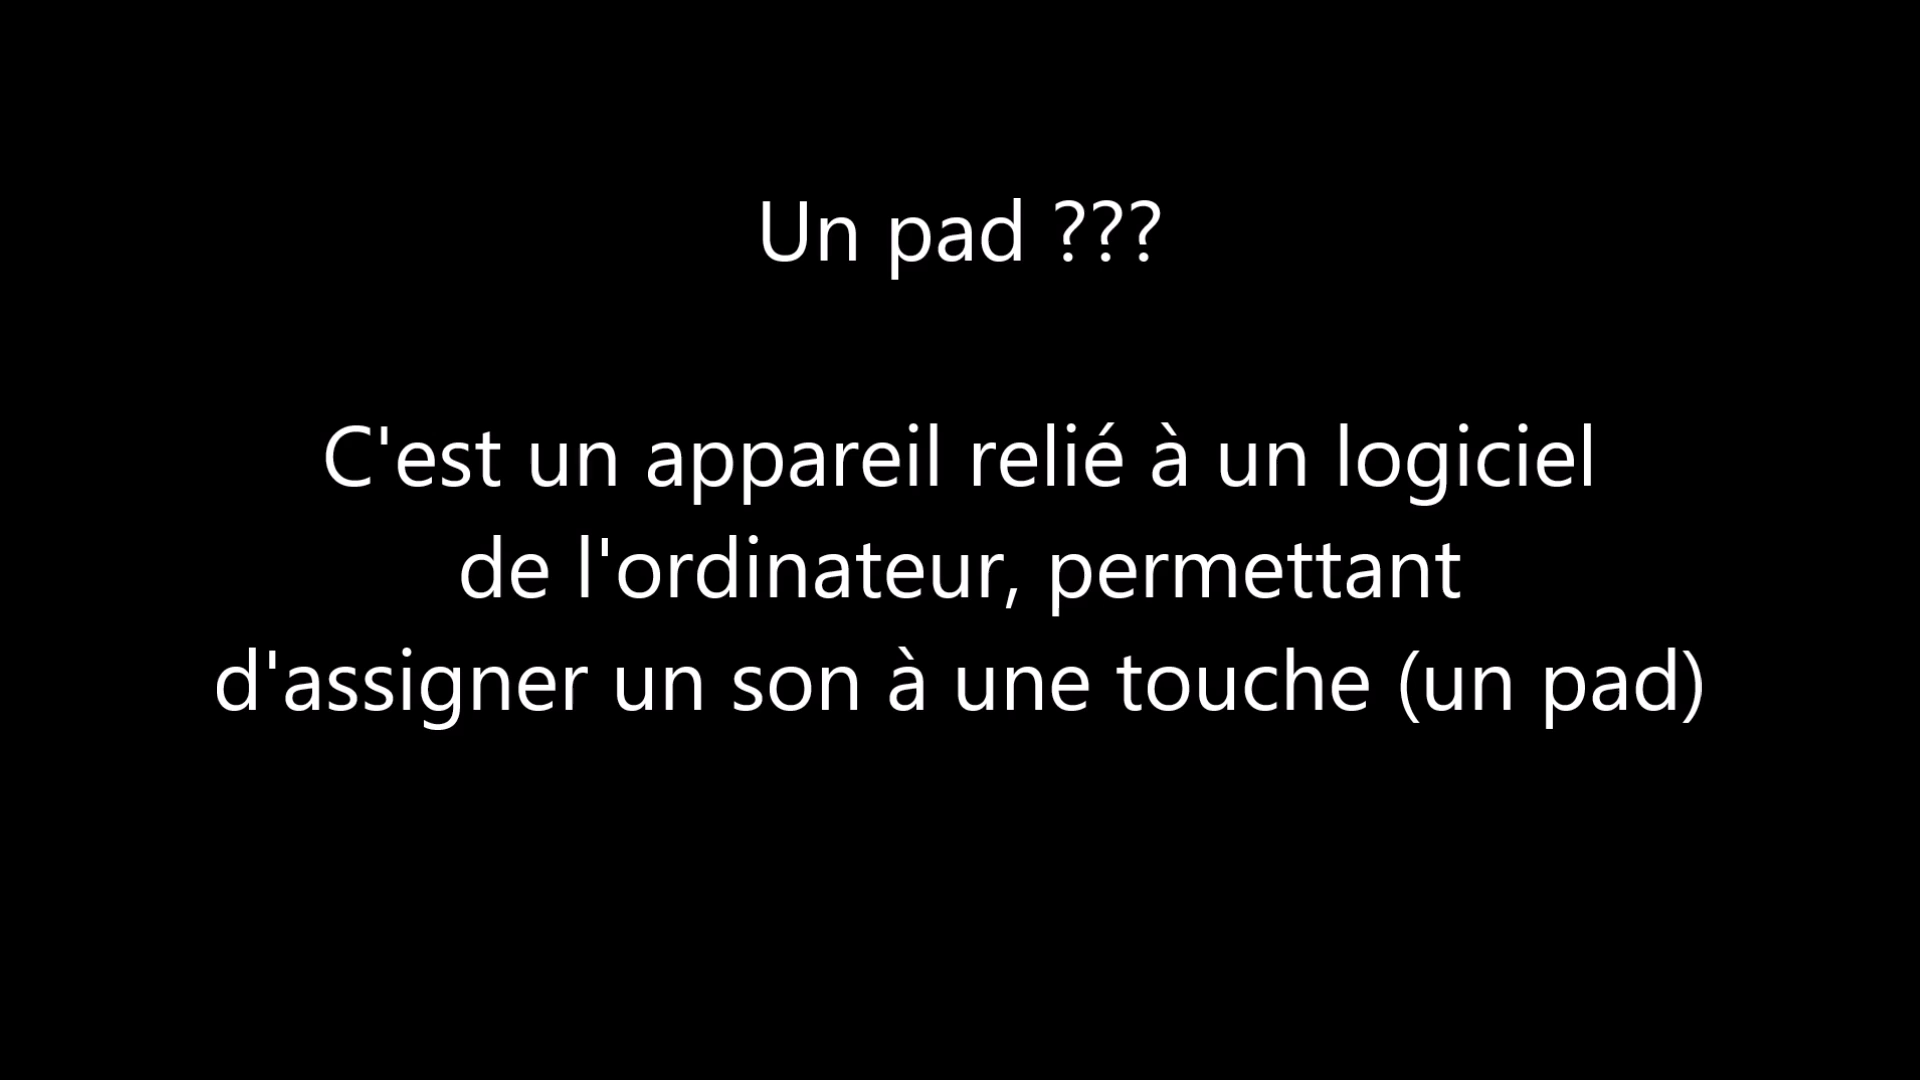 Un pad ???
C'est un appareil relié à un logiciel
de l'ordinateur, permettant
d'assigner un son à une touche (un pad)